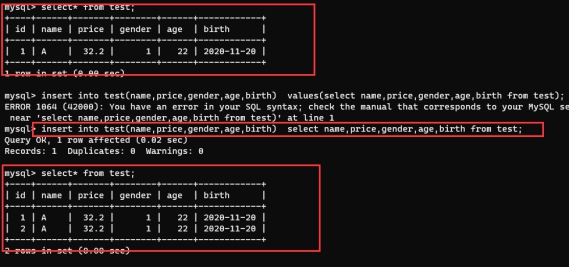 mysql> select* from test;
+----+------+-------+--------+------+------------+
| id | name | price | gender | age  | birth      |
+----+------+-------+--------+------+------------+
|  1 | A    |  32.2 |      1 |   22 | 2020-11-20 |
+----+------+-------+--------+------+------------+
1 row in set (0.00 sec)
mysql> insert into test(name,price,gender,age,birth)  values(select name,price,gender,age,birth from test);
ERROR 1064 (42000): You have an error in your SQL syntax; check the manual that corresponds to your MySQL se
 near 'select name,price,gender,age,birth from test)' at line 1
mysql> insert into test(name,price,gender,age,birth)  select name,price,gender,age,birth from test;
Query OK, 1 row affected (0.02 sec)
Records: 1  Duplicates: 0  Warnings: 0
mysql> select* from test;
+----+------+-------+--------+------+------------+
| id | name | price | gender | age  | birth      |
+----+------+-------+--------+------+------------+
|  1 | A    |  32.2 |      1 |   22 | 2020-11-20 |
|  2 | A    |  32.2 |      1 |   22 | 2020-11-20 |
+----+------+-------+--------+------+------------+
2 rows in set (0.00 sec)